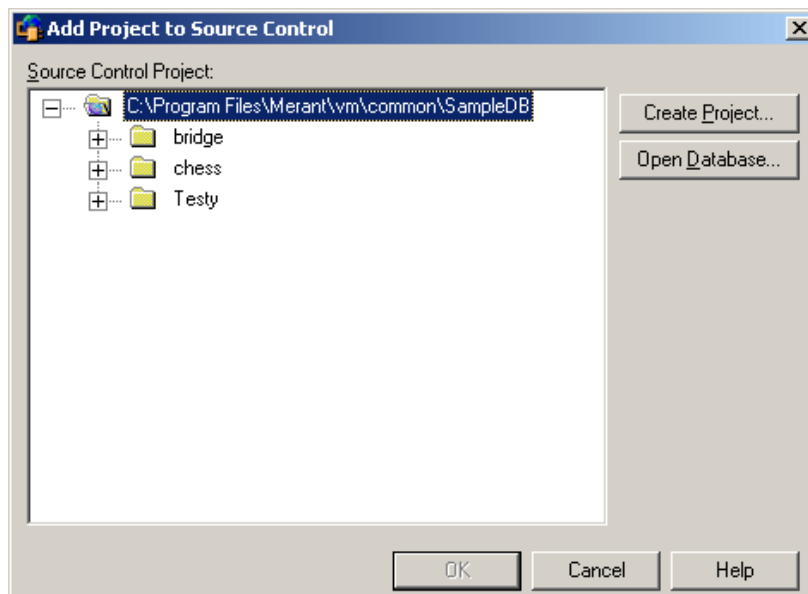 Add Project to Source Control
Source Control Project:
C:\Program Files\Merant\vm\common\SampleDB
bridge
chess
Testy
Create Project...
Open Database...
OK
Cancel
Help